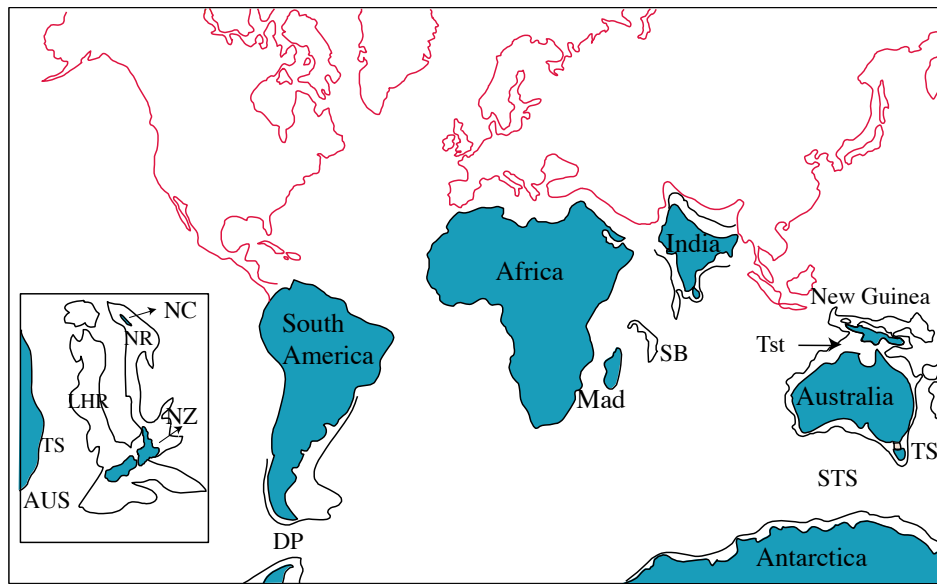 India
Africa
New Guinea
NC
NR
South
America
Tst
SB
LHR
Mad
Australia
NZ
TS
TS
STS
AUS
DP
Antarctica